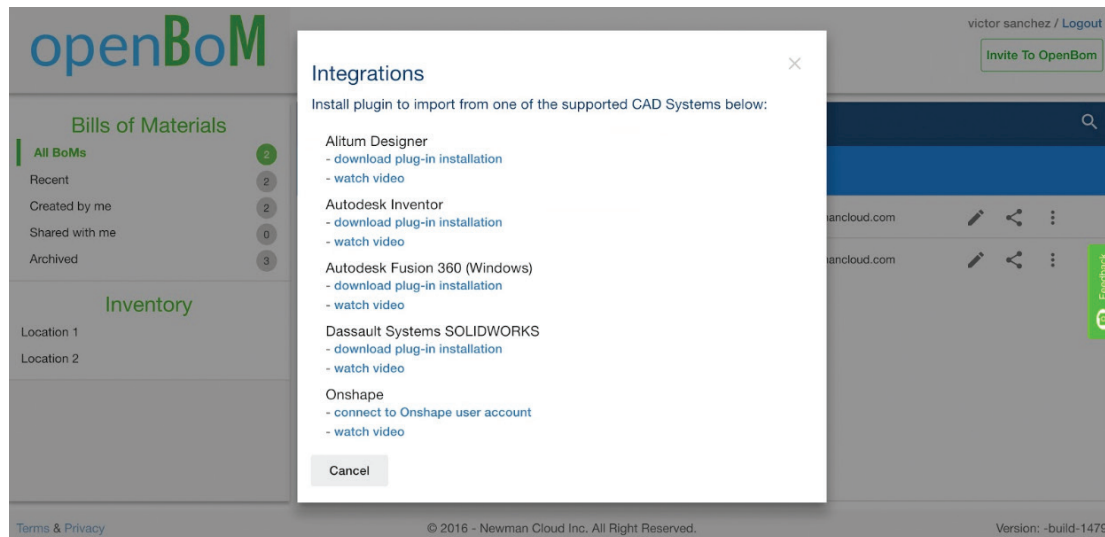 openBoM
victor sanchez / Logout
Invite To OpenBom
Bills of Materials
All BoMs 2
Recent 2
Created by me 2
Shared with me 0
Archived 3
Inventory
Location 1
Location 2
Integrations
Install plugin to import from one of the supported CAD Systems below:
Alitum Designer
- download plug-in installation
- watch video
Autodesk Inventor
- download plug-in installation
- watch video
Autodesk Fusion 360 (Windows)
- download plug-in installation
- watch video
Dassault Systems SOLIDWORKS
- download plug-in installation
- watch video
Onshape
- connect to Onshape user account
- watch video
Cancel
ancloud.com
ancloud.com
Feedback
Terms & Privacy
© 2016 - Newman Cloud Inc. All Right Reserved.
Version: -build-1479